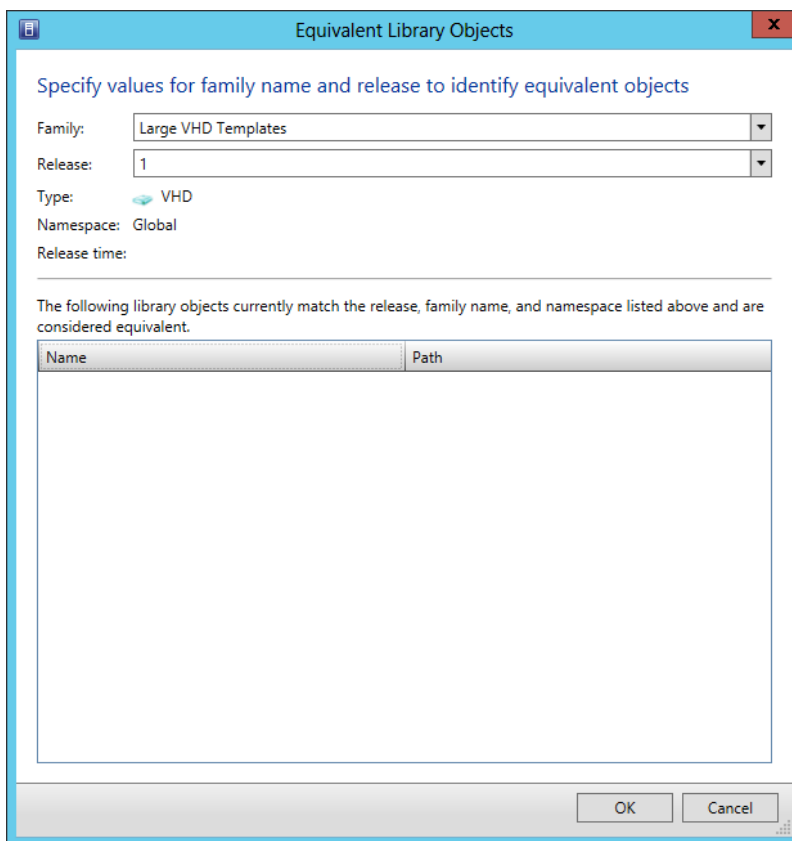 Equivalent Library Objects
x
Specify values for family name and release to identify equivalent objects
Family: Large VHD Templates
Release: 1
Type: VHD
Namespace: Global
Release time:
The following library objects currently match the release, family name, and namespace listed above and are
considered equivalent.
Name Path
OK Cancel